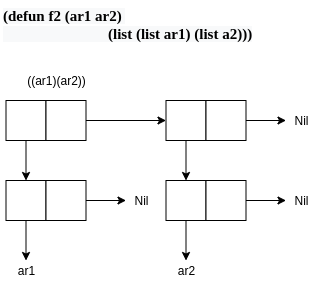 (defun f2 (ar1 ar2)
(list (list ar1) (list a2)))
((ar1)(ar2))
Nil
Nil
Nil
ar1
ar2